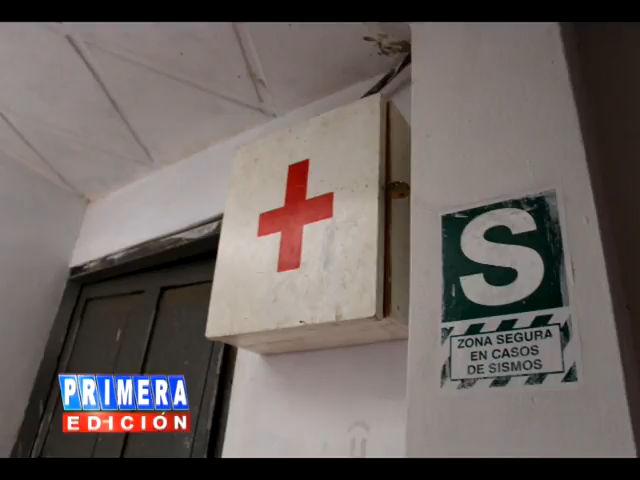 S
ZONA SEGURA
EN CASOS
DE SISMOS
PRIMERA
EDICIÓN